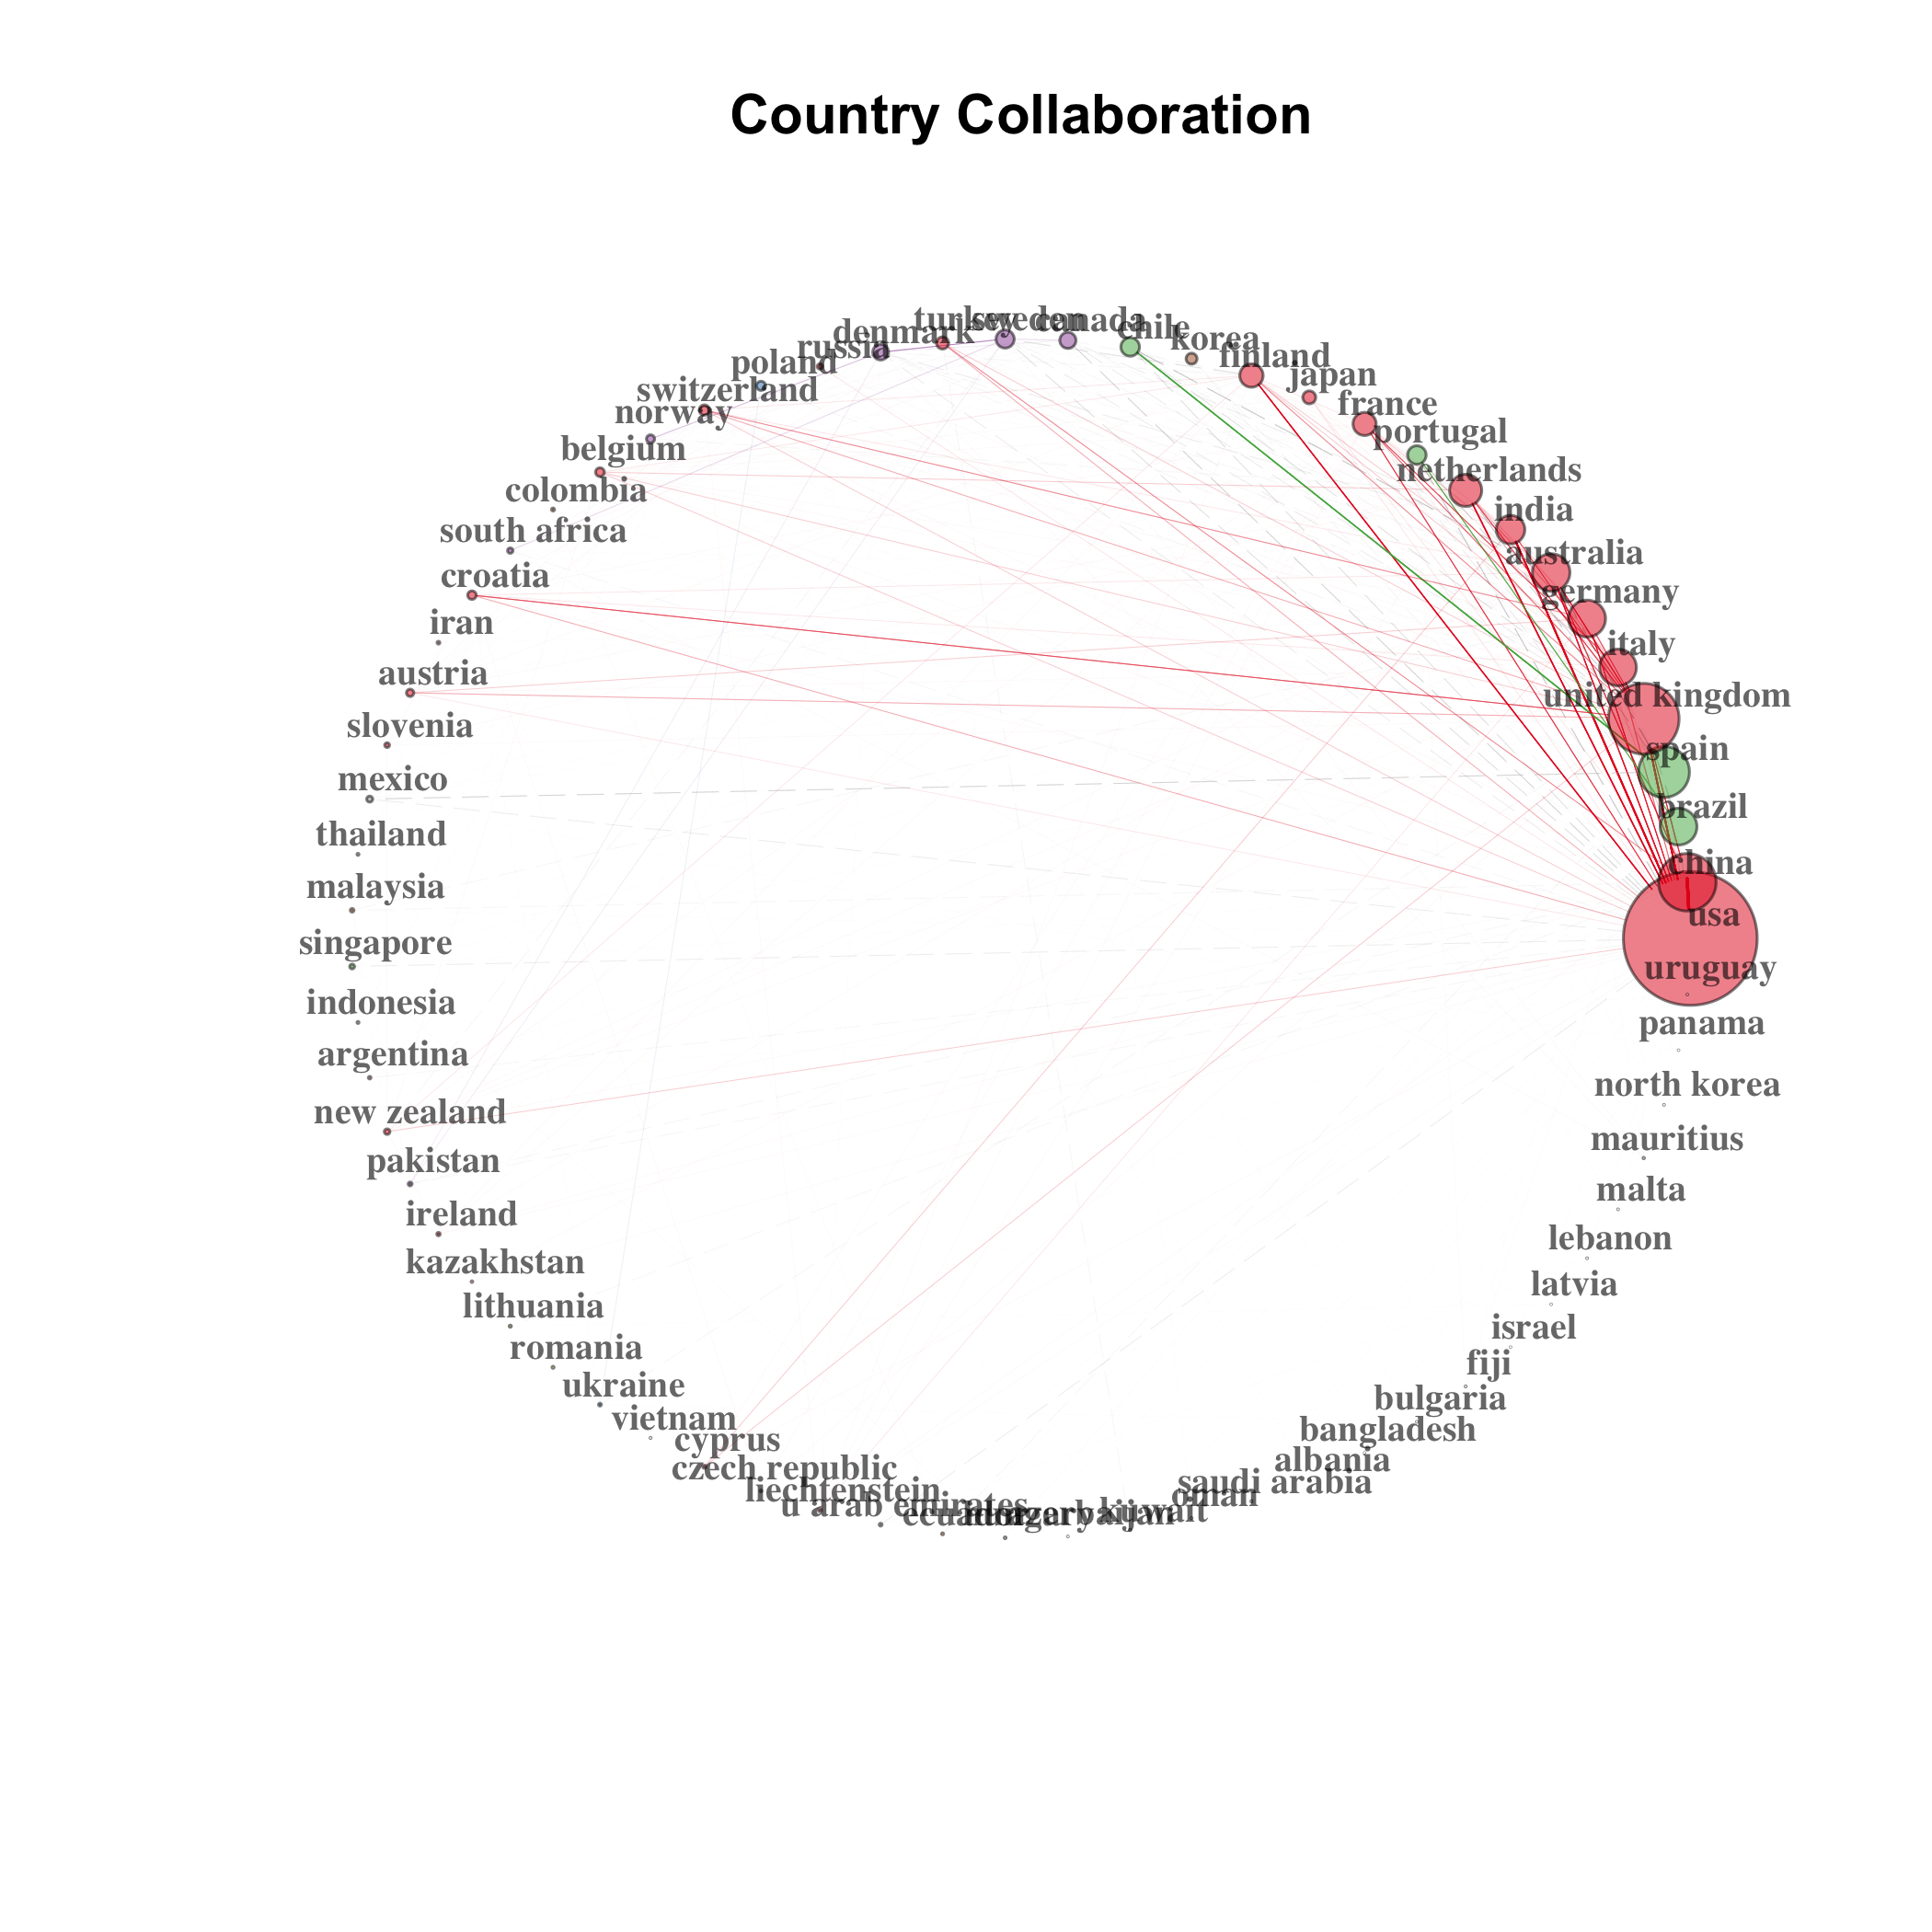 Country Collaboration
turkey
sweden
canada
chile
denmark
korea
russia
finland
poland
japan
switzerland
france
norway
portugal
belgium
netherlands
colombia
india
south africa
australia
croatia
germany
iran
italy
austria
united kingdom
slovenia
spain
mexico
brazil
thailand
china
malaysia
usa
singapore
uruguay
indonesia
panama
argentina
north korea
new zealand
mauritius
pakistan
malta
ireland
lebanon
kazakhstan
latvia
lithuania
israel
romania
fiji
ukraine
bulgaria
vietnam
bangladesh
cyprus
albania
czech republic
saudi arabia
liechtenstein
oman
u arab emirates
ecuador
hungary
azerbaijan
kuwait